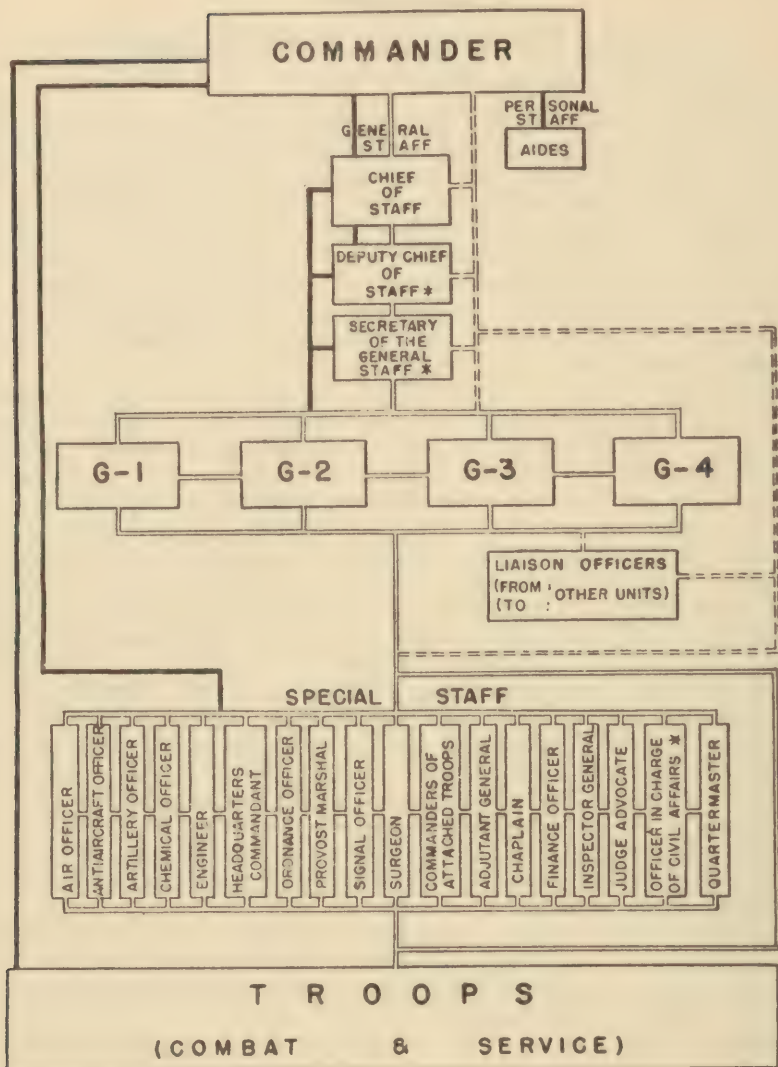 COMMANDER
PERSONAL
STAFF
AIDES
GENERAL
STAFF
CHIEF
OF
STAFF
DEPUTY CHIEF
OF
STAFF *
SECRETARY
OF THE
GENERAL
STAFF *
G-1
G-2
G-3
G-4
LIAISON OFFICERS
(FROM : OTHER UNITS)
(TO :
SPECIAL STAFF
AIR OFFICER
ANTIAIRCRAFT OFFICER
ARTILLERY OFFICER
CHEMICAL OFFICER
ENGINEER
HEADQUARTERS
COMMANDANT
ORDNANCE OFFICER
PROVOST MARSHAL
SIGNAL OFFICER
SURGEON
COMMANDERS OF
ATTACHED TROOPS
ADJUTANT GENERAL
CHAPLAIN
FINANCE OFFICER
INSPECTOR GENERAL
JUDGE ADVOCATE
OFFICER IN CHARGE
OF CIVIL AFFAIRS *
QUARTERMASTER
TROOPS
(COMBAT & SERVICE)